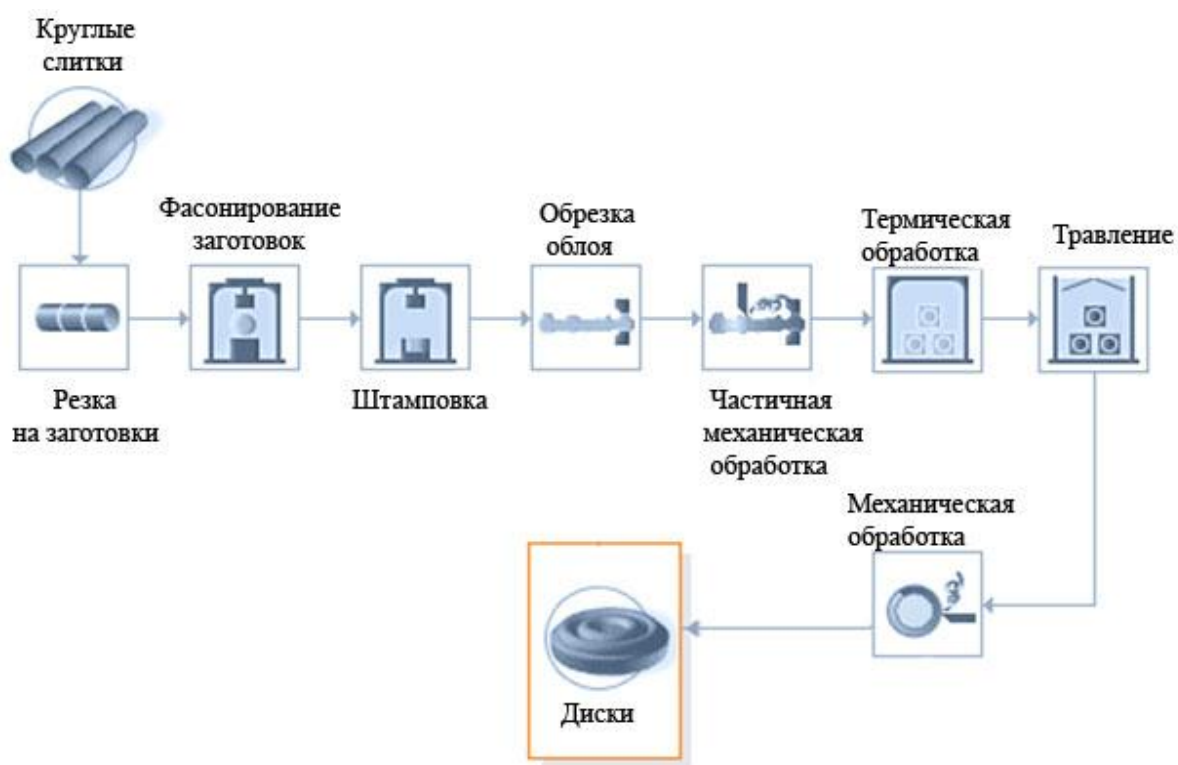 Круглые
слитки
Фасонирование
заготовок
Обрезка
облоя
Термическая
обработка
Травление
Резка
на заготовки
Штамповка
Частичная
механическая
обработка
Механическая
обработка
Диски